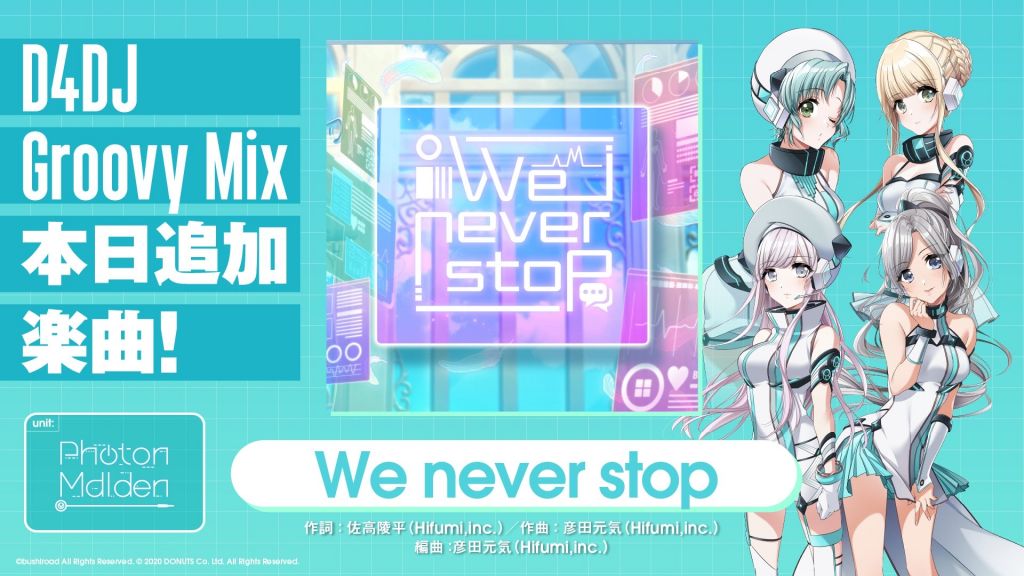 D4DJ
Groovy Mix
本日追加
楽曲!
We
never
stop
unit:
Photon
Maiden
We never stop
作詞：佐高陵平（Hifumi,inc.）／作曲：彦田元気（Hifumi,inc.）
編曲：彦田元気（Hifumi,inc.）
©bushiroad All Rights Reserved. © 2020 DONUTS Co. Ltd. All Rights Reserved.